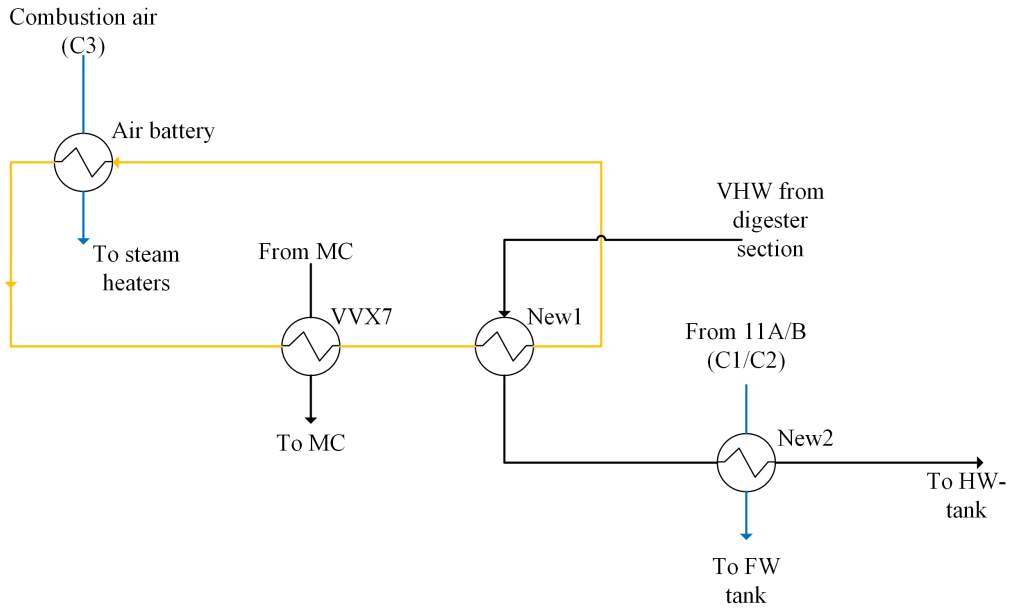 Combustion air
(C3)
Air battery
VHW from
digester
section
To steam
heaters
From MC
VVX7
New1
From 11A/B
(C1/C2)
To MC
New2
To HW-
tank
To FW
tank